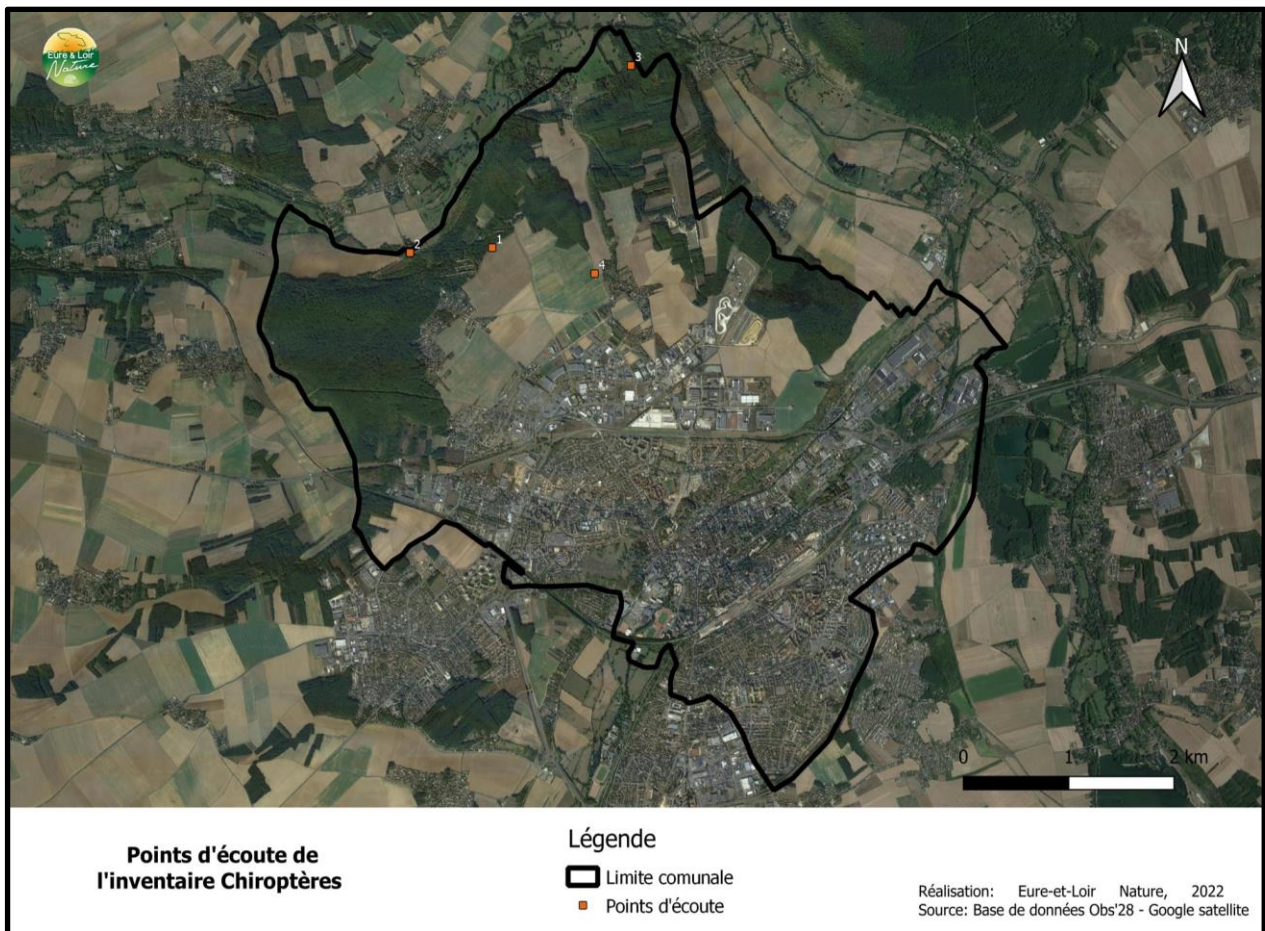 Eure & Loir
Nature
N
3
2
1
4
0 1 2 km
Points d'écoute de
l'inventaire Chiroptères
Légende
Limite comunale
Points d'écoute
Réalisation: Eure-et-Loir Nature, 2022
Source: Base de données Obs'28 - Google satellite